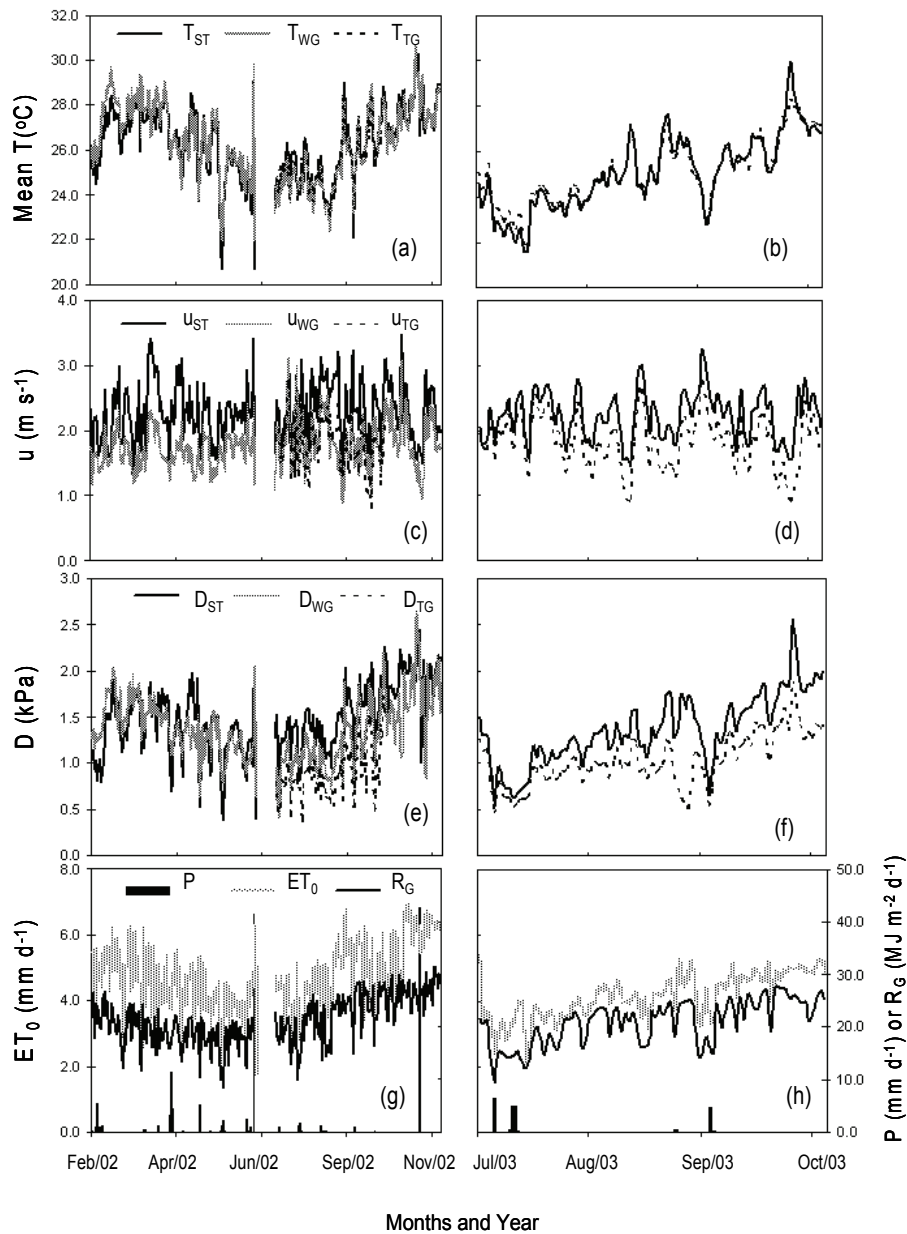 32.0
30.0
28.0
26.0
24.0
22.0
20.0
Mean T(ºC)
T_ST T_WG T_TG
(a)
(b)
4.0
3.0
2.0
1.0
0.0
u (m s-1)
u_ST u_WG u_TG
(c)
(d)
3.0
2.5
2.0
1.5
1.0
0.5
0.0
D (kPa)
D_ST D_WG D_TG
(e)
(f)
8.0
6.0
4.0
2.0
0.0
ET0 (mm d-1)
P ET0 R_G
(g)
(h)
50.0
40.0
30.0
20.0
10.0
0.0
P (mm d-1) or R_G (MJ m-2 d-1)
Feb/02 Apr/02 Jun/02 Sep/02 Nov/02
Jul/03 Aug/03 Sep/03 Oct/03
Months and Year